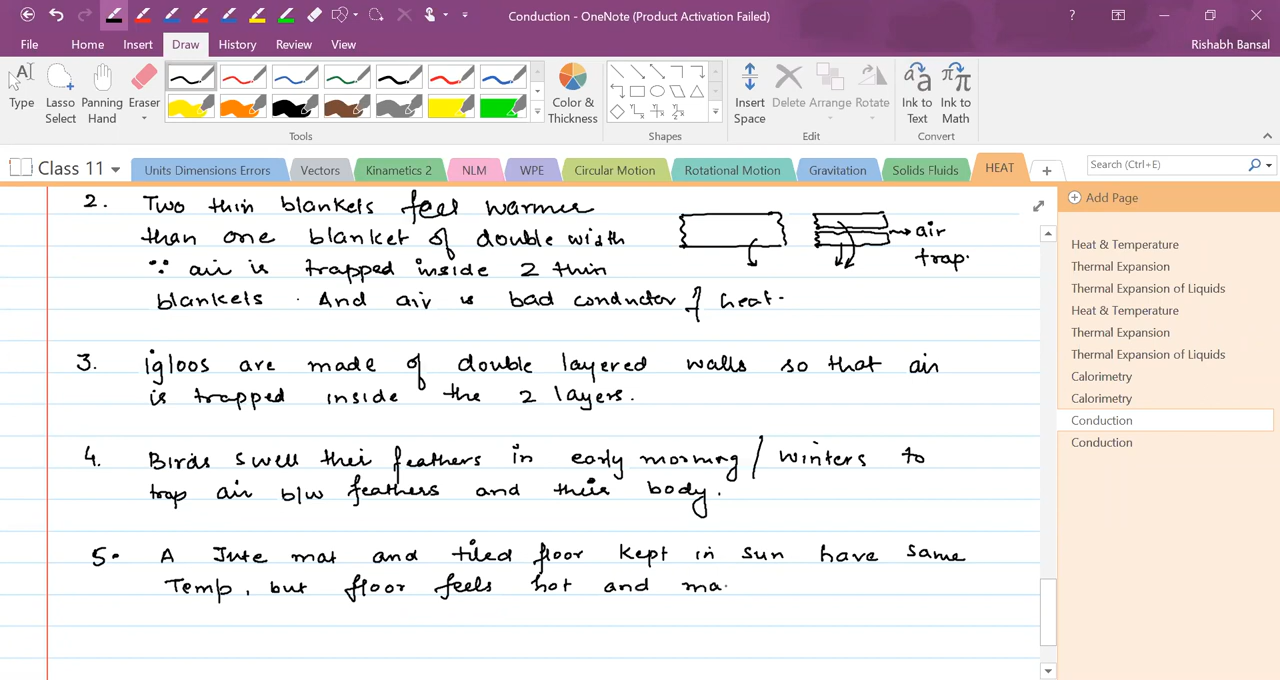 Conduction - OneNote (Product Activation Failed)
?
File Home Insert Draw History Review View
Rishabh Bansal
Type
Lasso Select
Panning Hand
Eraser
Color & Thickness
Insert Space
Delete
Arrange
Rotate
Ink to Text
Ink to Math
Tools
Shapes
Edit
Convert
Class 11
Units Dimensions Errors
Vectors
Kinametics 2
NLM
WPE
Circular Motion
Rotational Motion
Gravitation
Solids Fluids
HEAT
Search (Ctrl+E)
Add Page
Heat & Temperature
Thermal Expansion
Thermal Expansion of Liquids
Heat & Temperature
Thermal Expansion
Thermal Expansion of Liquids
Calorimetry
Calorimetry
Conduction
Conduction
2. Two thin blankets feel warmer
than one blanket of double width
∵ air is trapped inside 2 thin
blankets. And air is bad conductor of heat.
air
trap.
3. igloos are made of double layered walls so that air
is trapped inside the 2 layers.
4. Birds swell their feathers in early morning / winters to
trap air b/w feathers and their body.
5. A Jute mat and tiled floor kept in sun have same
Temp, but floor feels hot and ma